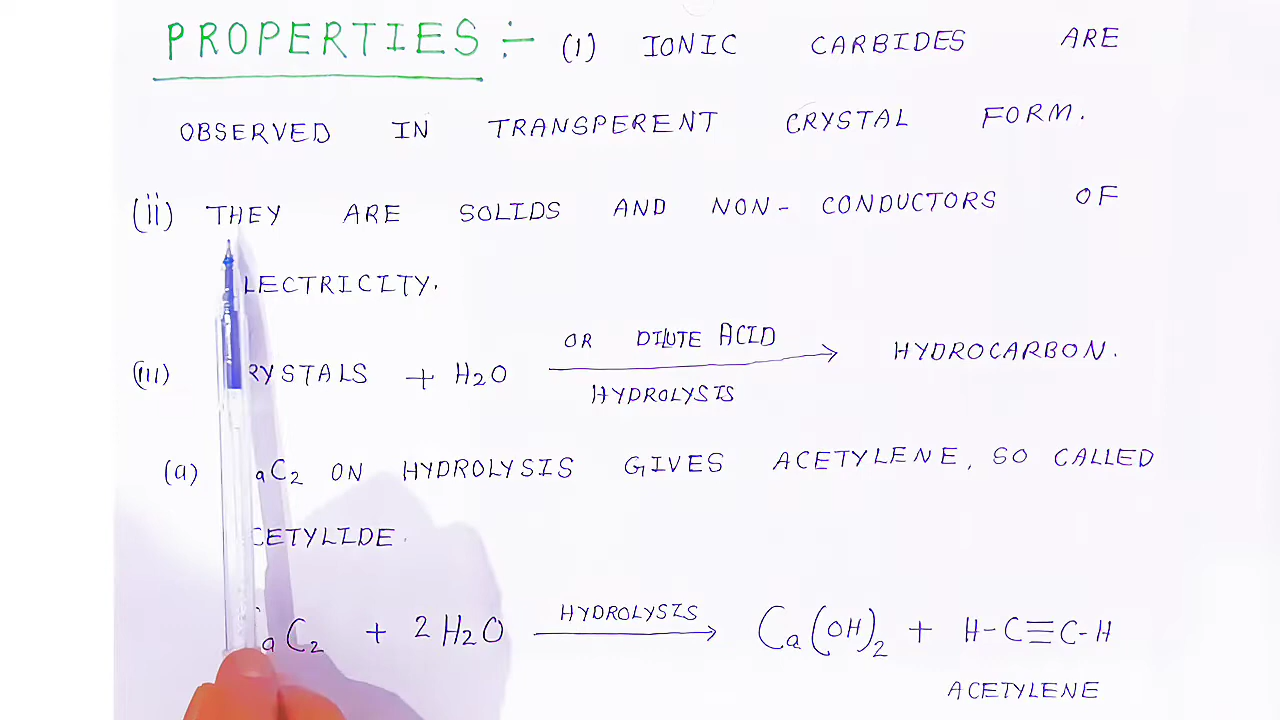 PROPERTIES :- (i) IONIC CARBIDES ARE
OBSERVED IN TRANSPERENT CRYSTAL FORM.
(ii) THEY ARE SOLIDS AND NON-CONDUCTORS OF
LECTRICITY.
(iii) RYSTALS + H2O OR DILUTE ACID HYDROLYSIS → HYDROCARBON.
(a) aC2 ON HYDROLYSIS GIVES ACETYLENE, SO CALLED
CETYLIDE.
aC2 + 2H2O HYDROLYSIS → Ca(OH)2 + H-C≡C-H
ACETYLENE